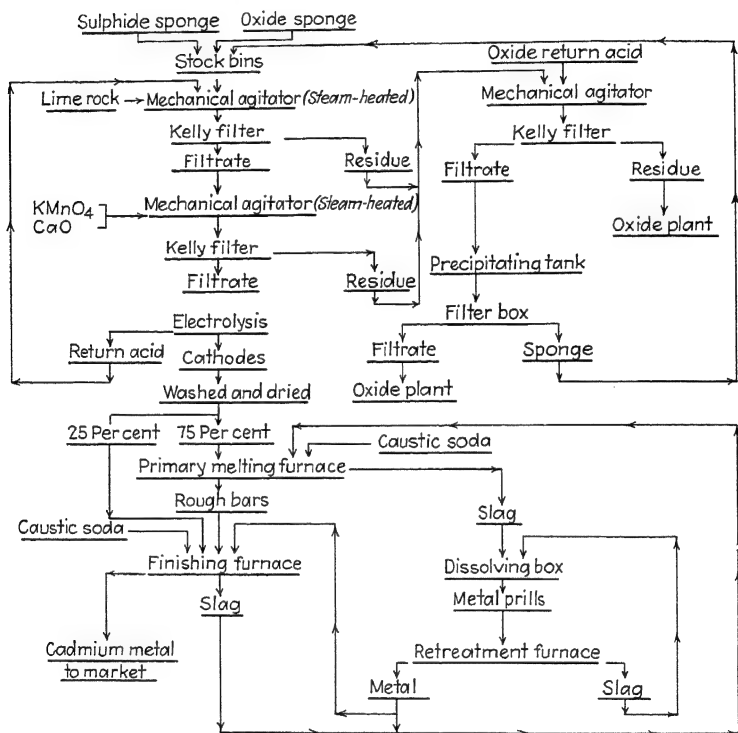 Sulphide sponge
Oxide sponge
Stock bins
Oxide return acid
Lime rock
Mechanical agitator (Steam-heated)
Mechanical agitator
Kelly filter
Kelly filter
Filtrate
Residue
Filtrate
Residue
KMnO4
CaO
Mechanical agitator (Steam-heated)
Oxide plant
Kelly filter
Precipitating tank
Filtrate
Residue
Filter box
Electrolysis
Return acid
Cathodes
Filtrate
Sponge
Washed and dried
Oxide plant
25 Per cent
75 Per cent
Caustic soda
Primary melting furnace
Rough bars
Slag
Caustic soda
Finishing furnace
Dissolving box
Slag
Metal prills
Cadmium metal
to market
Retreatment furnace
Metal
Slag